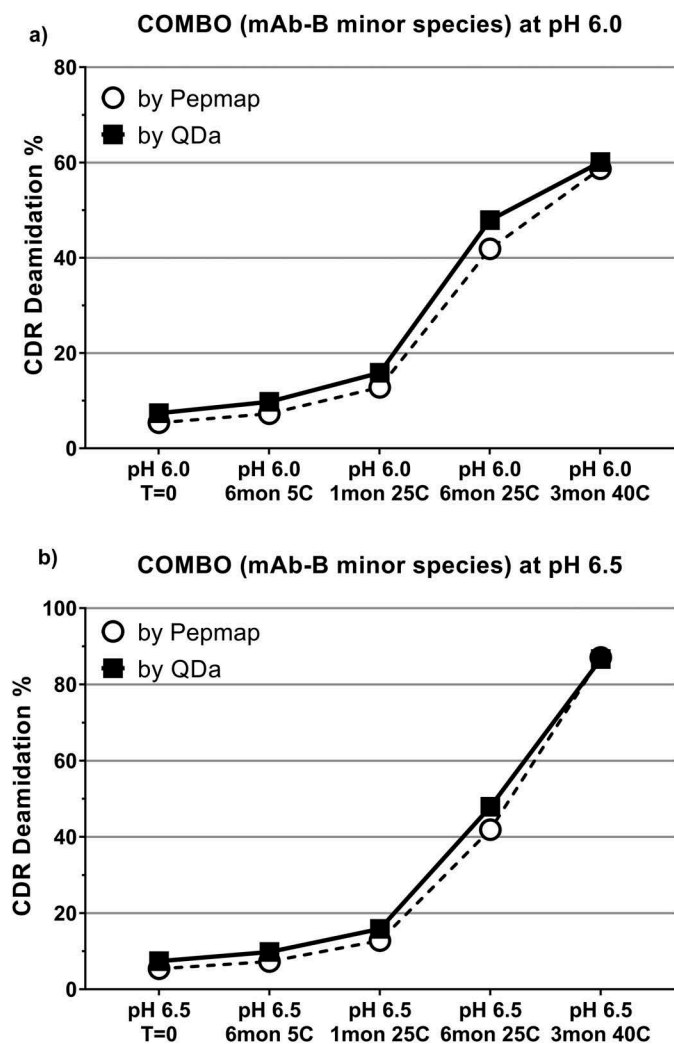 a)
COMBO (mAb-B minor species) at pH 6.0
80
60
40
20
0
CDR Deamidation %
by Pepmap
by QDa
pH 6.0 pH 6.0 pH 6.0 pH 6.0 pH 6.0
T=0 6mon 5C 1mon 25C 6mon 25C 3mon 40C
b)
COMBO (mAb-B minor species) at pH 6.5
100
80
60
40
20
0
CDR Deamidation %
by Pepmap
by QDa
pH 6.5 pH 6.5 pH 6.5 pH 6.5 pH 6.5
T=0 6mon 5C 1mon 25C 6mon 25C 3mon 40C